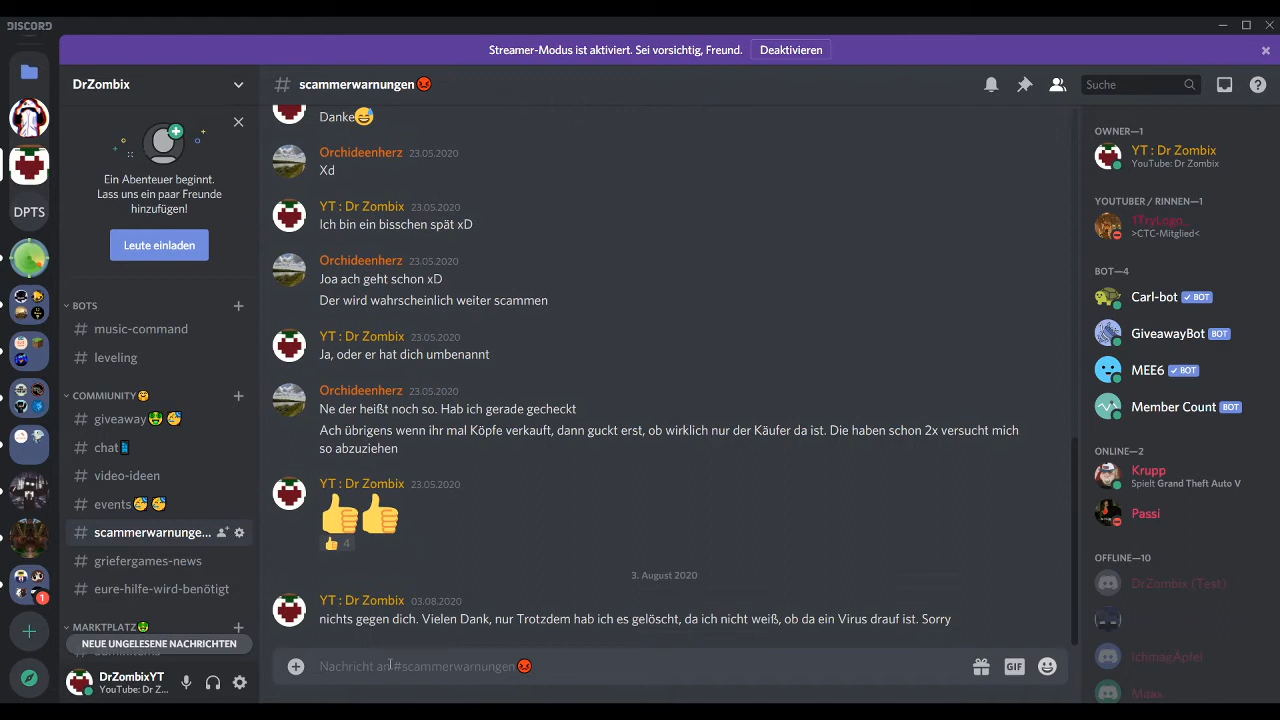 DISCORD
Streamer-Modus ist aktiviert. Sei vorsichtig, Freund.
Deaktivieren
DrZombix
scammerwarnungen
Suche
Ein Abenteuer beginnt.
Lass uns ein paar Freunde
hinzufügen!
Leute einladen
DPTS
BOTS
music-command
leveling
COMMUNITY
giveaway
chat
video-ideen
events
scammerwarnunge...
griefergames-news
eure-hilfe-wird-benötigt
MARKTPLATZ
NEUE UNGELESENE NACHRICHTEN
1
DrZombixYT
YouTube: Dr Z...
Danke
Orchideenherz 23.05.2020
Xd
YT : Dr Zombix 23.05.2020
Ich bin ein bisschen spät xD
Orchideenherz 23.05.2020
Joa ach geht schon xD
Der wird wahrscheinlich weiter scammen
YT : Dr Zombix 23.05.2020
Ja, oder er hat dich umbenannt
Orchideenherz 23.05.2020
Ne der heißt noch so. Hab ich gerade gecheckt
Ach übrigens wenn ihr mal Köpfe verkauft, dann guckt erst, ob wirklich nur der Käufer da ist. Die haben schon 2x versucht mich
so abzuziehen
YT : Dr Zombix 23.05.2020
4
3. August 2020
YT : Dr Zombix 03.08.2020
nichts gegen dich. Vielen Dank, nur Trotzdem hab ich es gelöscht, da ich nicht weiß, ob da ein Virus drauf ist. Sorry
Nachricht an #scammerwarnungen
GIF
OWNER—1
YT : Dr Zombix
YouTube: Dr Zombix
YOUTUBER / RINNEN—1
1TryLogo_
>CTC-Mitglied<
BOT—4
Carl-bot BOT
GiveawayBot BOT
MEE6 BOT
Member Count BOT
ONLINE—2
Krupp
Spielt Grand Theft Auto V
Passi
OFFLINE—10
DrZombix (Test)
IchmagÄpfel